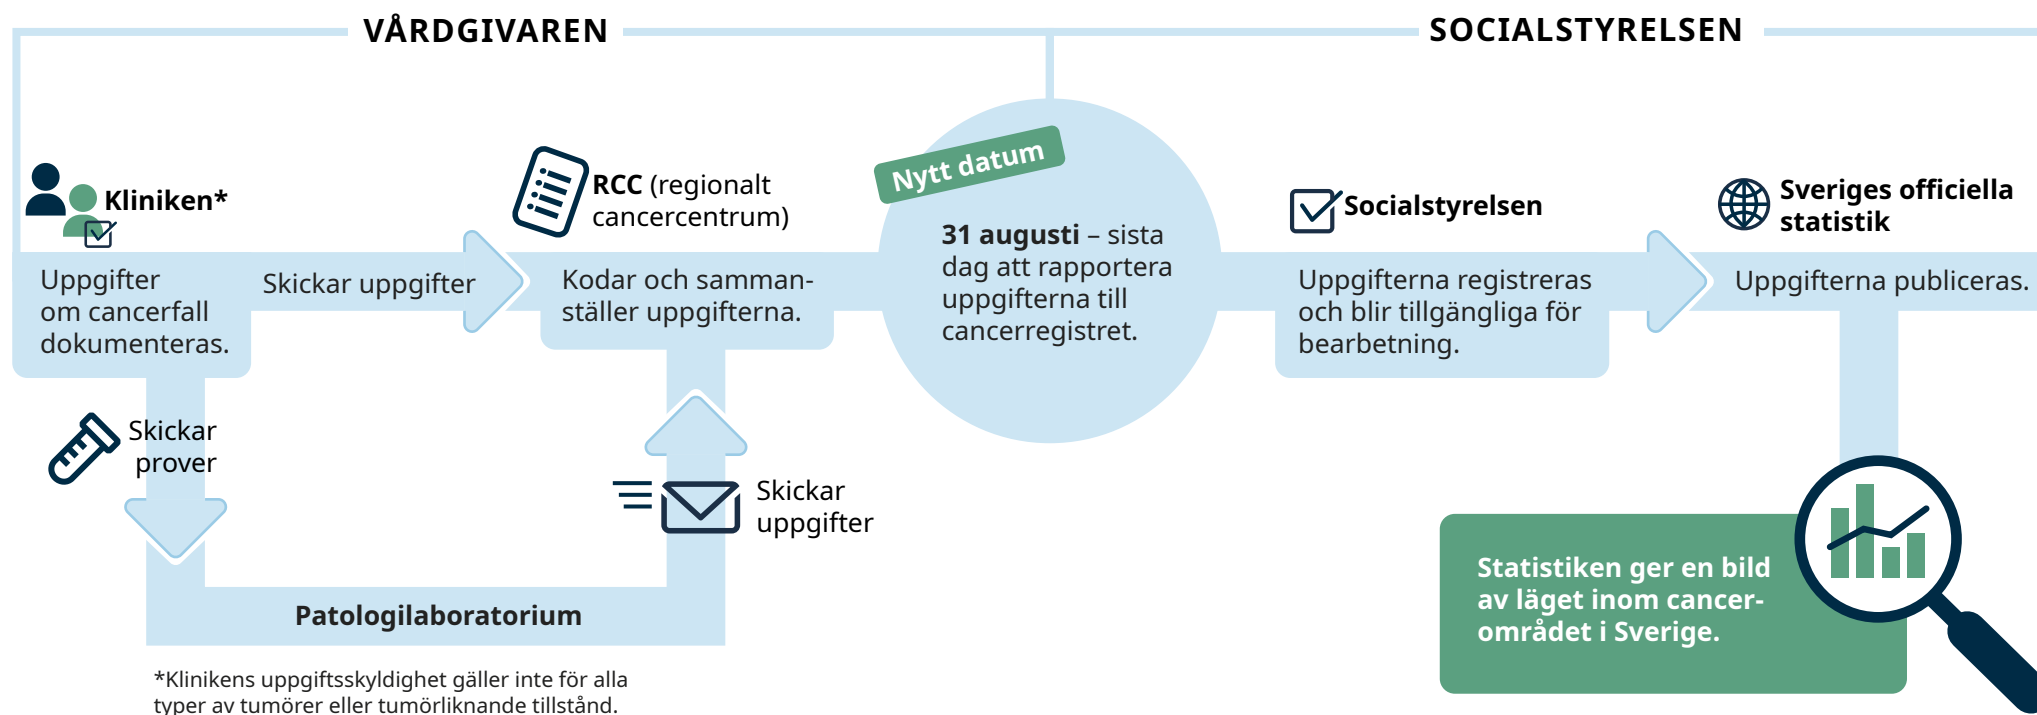 VÅRDGIVAREN
SOCIALSTYRELSEN
Kliniken*
Uppgifter
om cancerfall
dokumenteras.
Skickar uppgifter
RCC (regionalt
cancercentrum)
Kodar och samman-
ställer uppgifterna.
Skickar
prover
Patologilaboratorium
Skickar
uppgifter
*Klinikens uppgiftsskyldighet gäller inte för alla
typer av tumörer eller tumörliknande tillstånd.
Nytt datum
31 augusti – sista
dag att rapportera
uppgifterna till
cancerregistret.
Socialstyrelsen
Uppgifterna registreras
och blir tillgängliga för
bearbetning.
Sveriges officiella
statistik
Uppgifterna publiceras.
Statistiken ger en bild
av läget inom cancer-
området i Sverige.